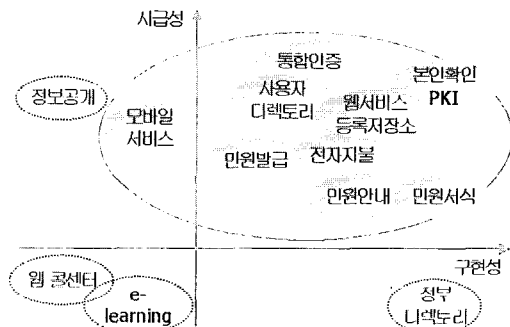 시급성
통합인증
본인확인
PKI
사용자
디렉토리
정보공개
웹서비스
등록저장소
모바일
서비스
민원발급
전자지불
민원안내
민원서식
구현성
웹 콜센터
e-
learning
정부
디렉토리